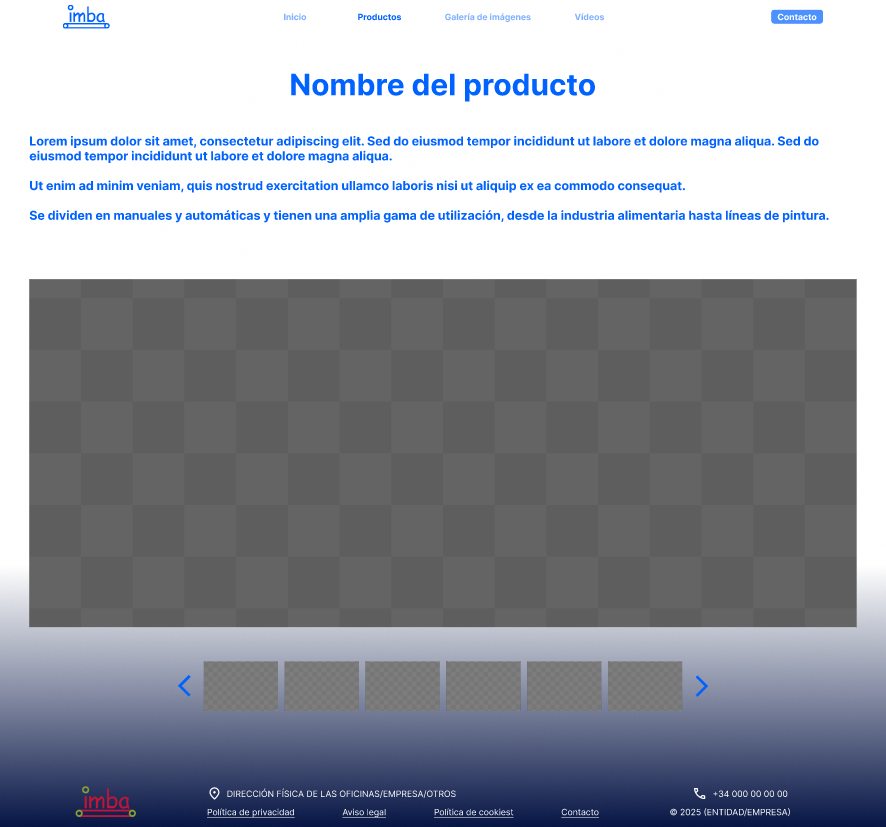 imba
Inicio
Productos
Galería de imágenes
Vídeos
Contacto
Nombre del producto
Lorem ipsum dolor sit amet, consectetur adipiscing elit. Sed do eiusmod tempor incididunt ut labore et dolore magna aliqua. Sed do
eiusmod tempor incididunt ut labore et dolore magna aliqua.
Ut enim ad minim veniam, quis nostrud exercitation ullamco laboris nisi ut aliquip ex ea commodo consequat.
Se dividen en manuales y automáticas y tienen una amplia gama de utilización, desde la industria alimentaria hasta líneas de pintura.
imba
DIRECCIÓN FÍSICA DE LAS OFICINAS/EMPRESA/OTROS
+34 000 00 00 00
Política de privacidad
Aviso legal
Política de cookiest
Contacto
© 2025 (ENTIDAD/EMPRESA)